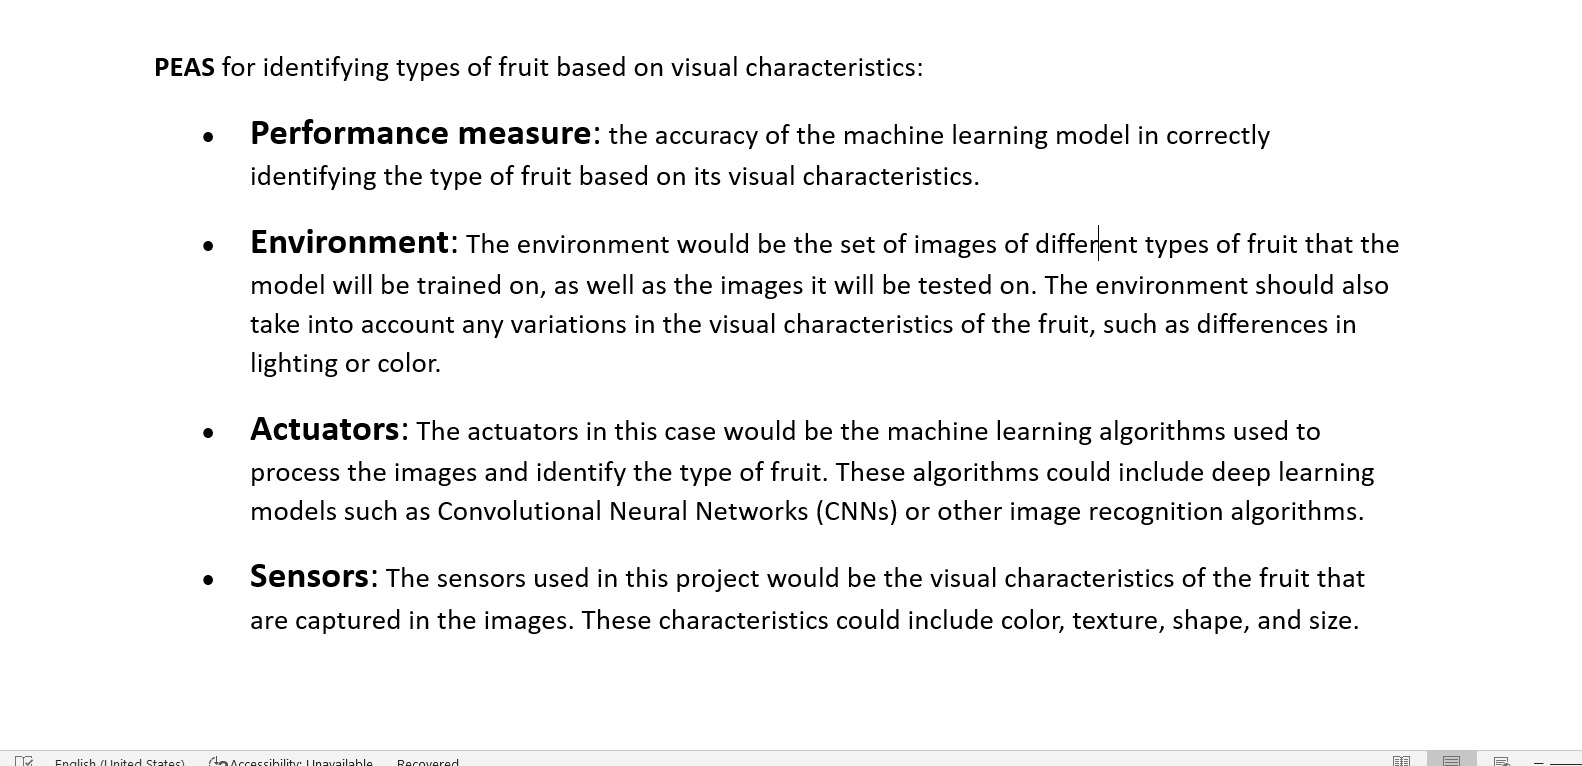 PEAS for identifying types of fruit based on visual characteristics:
• Performance measure: the accuracy of the machine learning model in correctly
identifying the type of fruit based on its visual characteristics.
• Environment: The environment would be the set of images of different types of fruit that the
model will be trained on, as well as the images it will be tested on. The environment should also
take into account any variations in the visual characteristics of the fruit, such as differences in
lighting or color.
• Actuators: The actuators in this case would be the machine learning algorithms used to
process the images and identify the type of fruit. These algorithms could include deep learning
models such as Convolutional Neural Networks (CNNs) or other image recognition algorithms.
• Sensors: The sensors used in this project would be the visual characteristics of the fruit that
are captured in the images. These characteristics could include color, texture, shape, and size.
English (United States) Accessibility: Unavailable Recovered